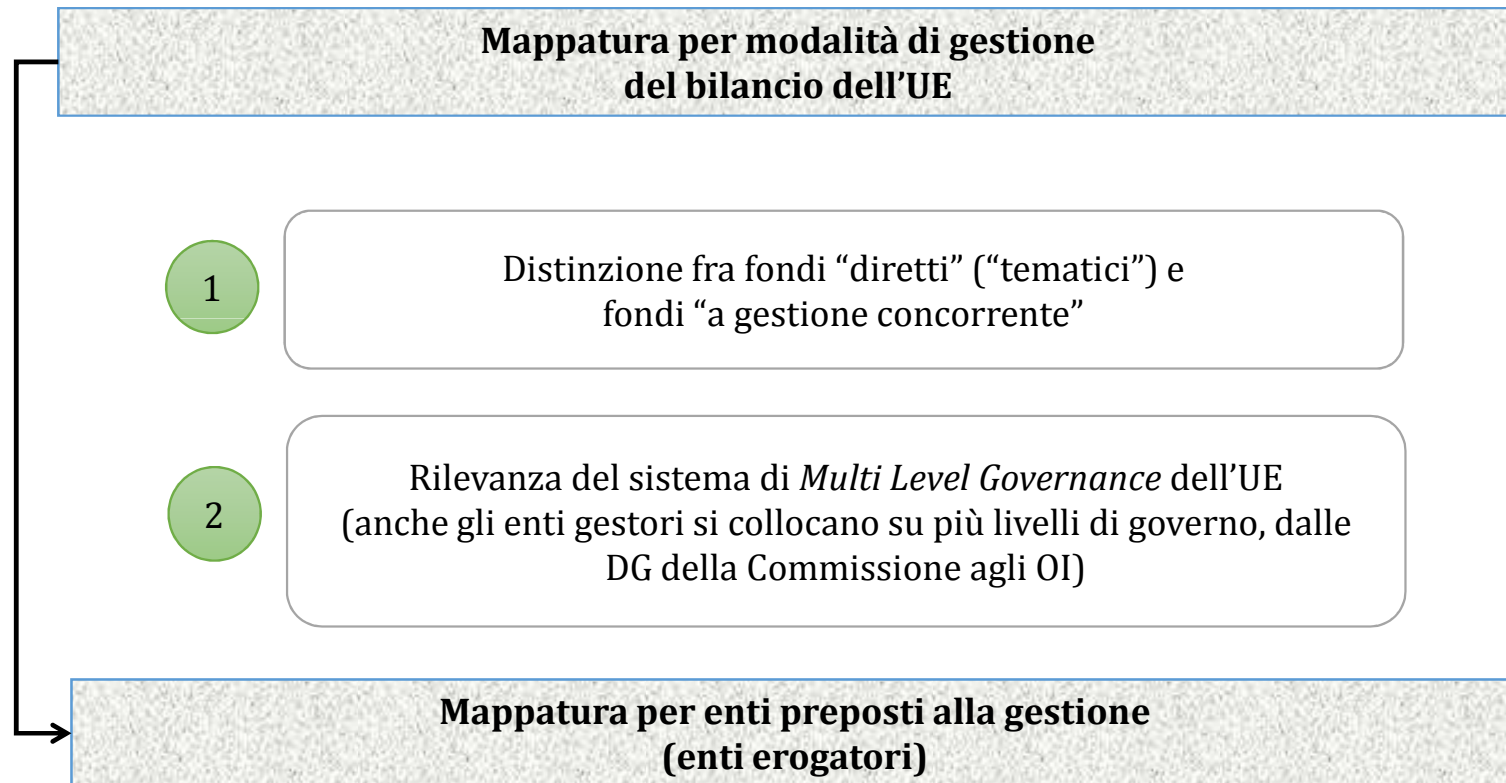 Mappatura per modalità di gestione
del bilancio dell’UE
1
Distinzione fra fondi “diretti” (“tematici”) e
fondi “a gestione concorrente”
2
Rilevanza del sistema di Multi Level Governance dell’UE
(anche gli enti gestori si collocano su più livelli di governo, dalle
DG della Commissione agli OI)
Mappatura per enti preposti alla gestione
(enti erogatori)